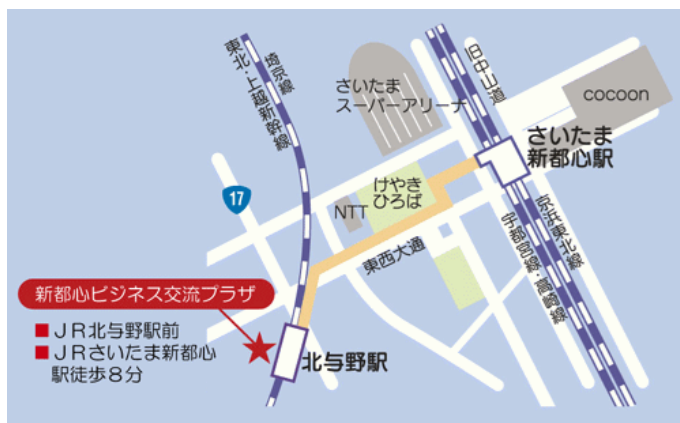 埼京線
東北・上越新幹線
旧中山道
さいたま
スーパーアリーナ
cocoon
さいたま
新都心駅
17
けやき
ひろば
NTT
東西大通
京浜東北線
宇都宮線・高崎線
新都心ビジネス交流プラザ
■ＪＲ北与野駅前
■ＪＲさいたま新都心
駅徒歩８分
北与野駅